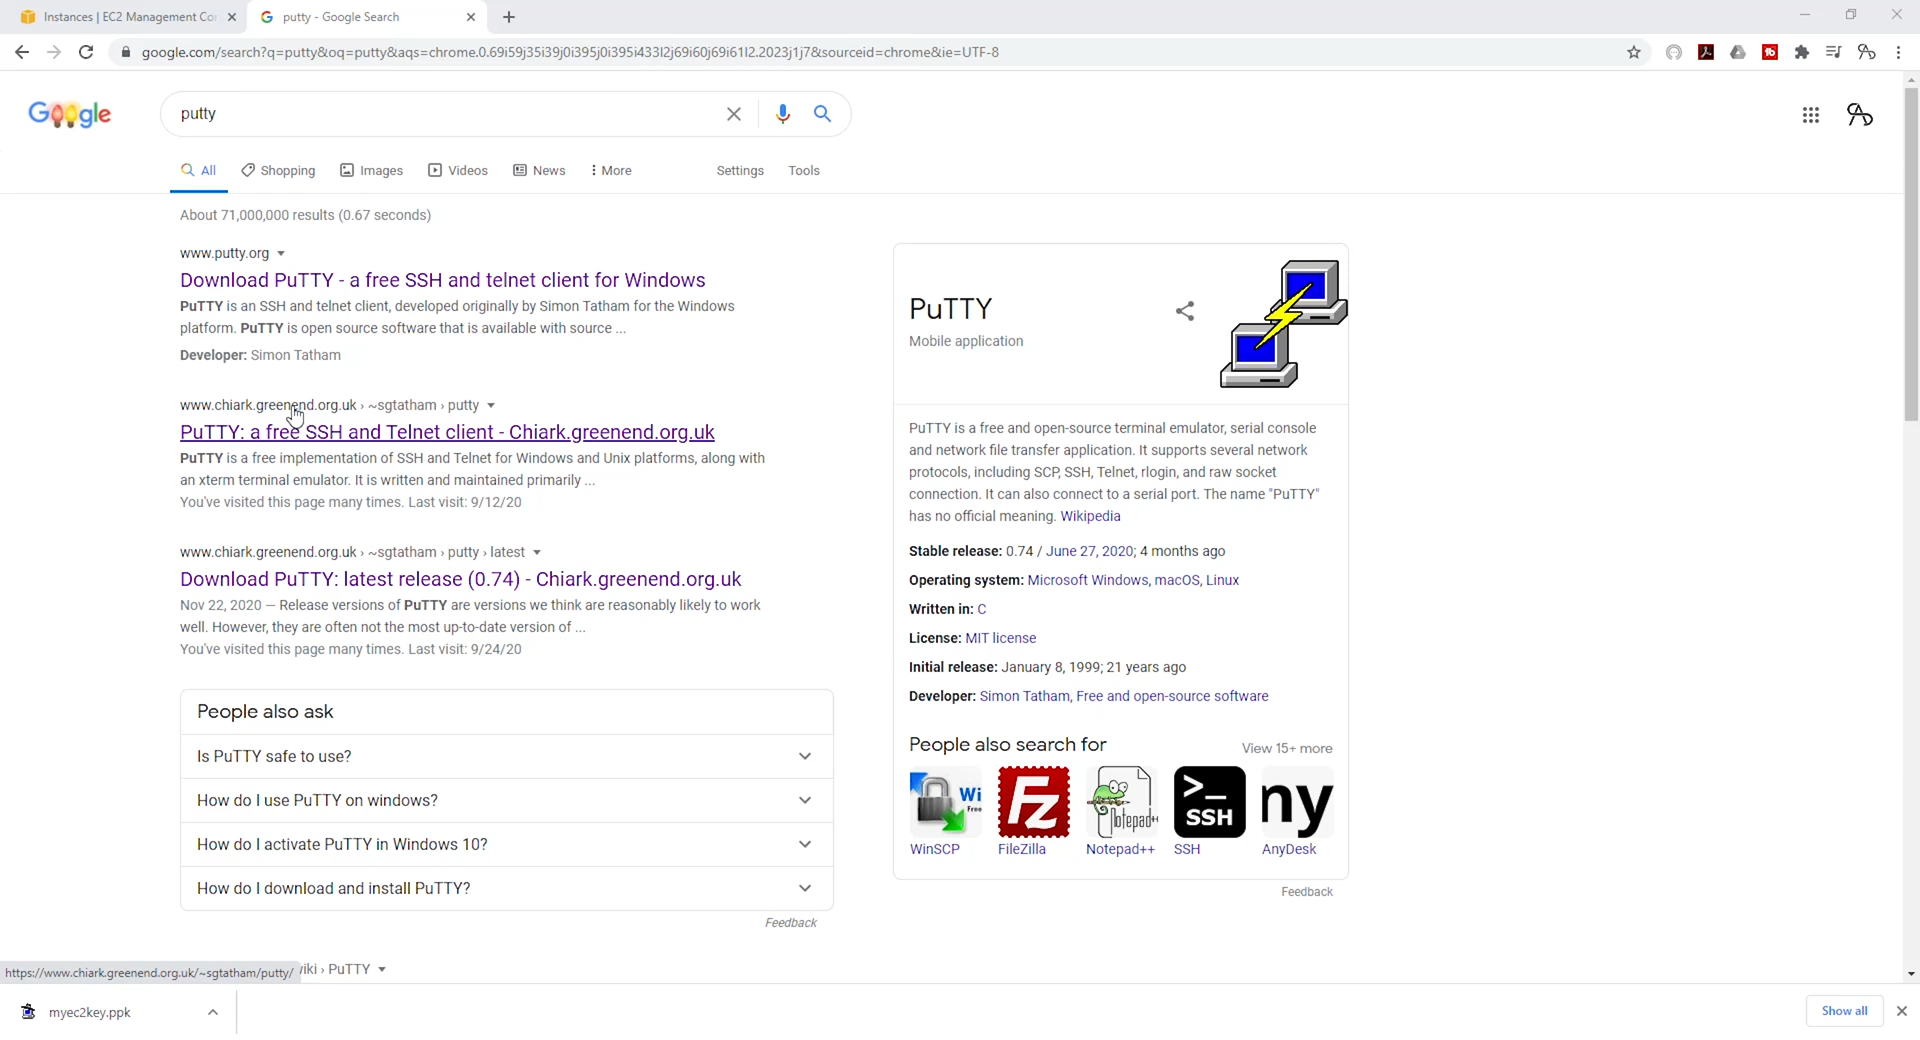 Instances | EC2 Management Co
putty - Google Search
google.com/search?q=putty&oq=putty&aqs=chrome.0.69i59j35i39j0i395j0i395i433l2j69i60j69i61l2.2023j1j7&sourceid=chrome&ie=UTF-8
Google
putty
All
Shopping
Images
Videos
News
More
Settings
Tools
About 71,000,000 results (0.67 seconds)
www.putty.org
Download PuTTY - a free SSH and telnet client for Windows
PuTTY is an SSH and telnet client, developed originally by Simon Tatham for the Windows
platform. PuTTY is open source software that is available with source ...
Developer: Simon Tatham
www.chiark.greenend.org.uk › ~sgtatham › putty
PuTTY: a free SSH and Telnet client - Chiark.greenend.org.uk
PuTTY is a free implementation of SSH and Telnet for Windows and Unix platforms, along with
an xterm terminal emulator. It is written and maintained primarily ...
You've visited this page many times. Last visit: 9/12/20
www.chiark.greenend.org.uk › ~sgtatham › putty › latest
Download PuTTY: latest release (0.74) - Chiark.greenend.org.uk
Nov 22, 2020 — Release versions of PuTTY are versions we think are reasonably likely to work
well. However, they are often not the most up-to-date version of ...
You've visited this page many times. Last visit: 9/24/20
People also ask
Is PuTTY safe to use?
How do I use PuTTY on windows?
How do I activate PuTTY in Windows 10?
How do I download and install PuTTY?
Feedback
iki › PuTTY
PuTTY
Mobile application
PuTTY is a free and open-source terminal emulator, serial console
and network file transfer application. It supports several network
protocols, including SCP, SSH, Telnet, rlogin, and raw socket
connection. It can also connect to a serial port. The name "PuTTY"
has no official meaning. Wikipedia
Stable release: 0.74 / June 27, 2020; 4 months ago
Operating system: Microsoft Windows, macOS, Linux
Written in: C
License: MIT license
Initial release: January 8, 1999; 21 years ago
Developer: Simon Tatham, Free and open-source software
People also search for
View 15+ more
Wi
Free
Fz
Notepad++
>_
SSH
ny
WinSCP
FileZilla
Notepad++
SSH
AnyDesk
Feedback
https://www.chiark.greenend.org.uk/~sgtatham/putty/
myec2key.ppk
Show all